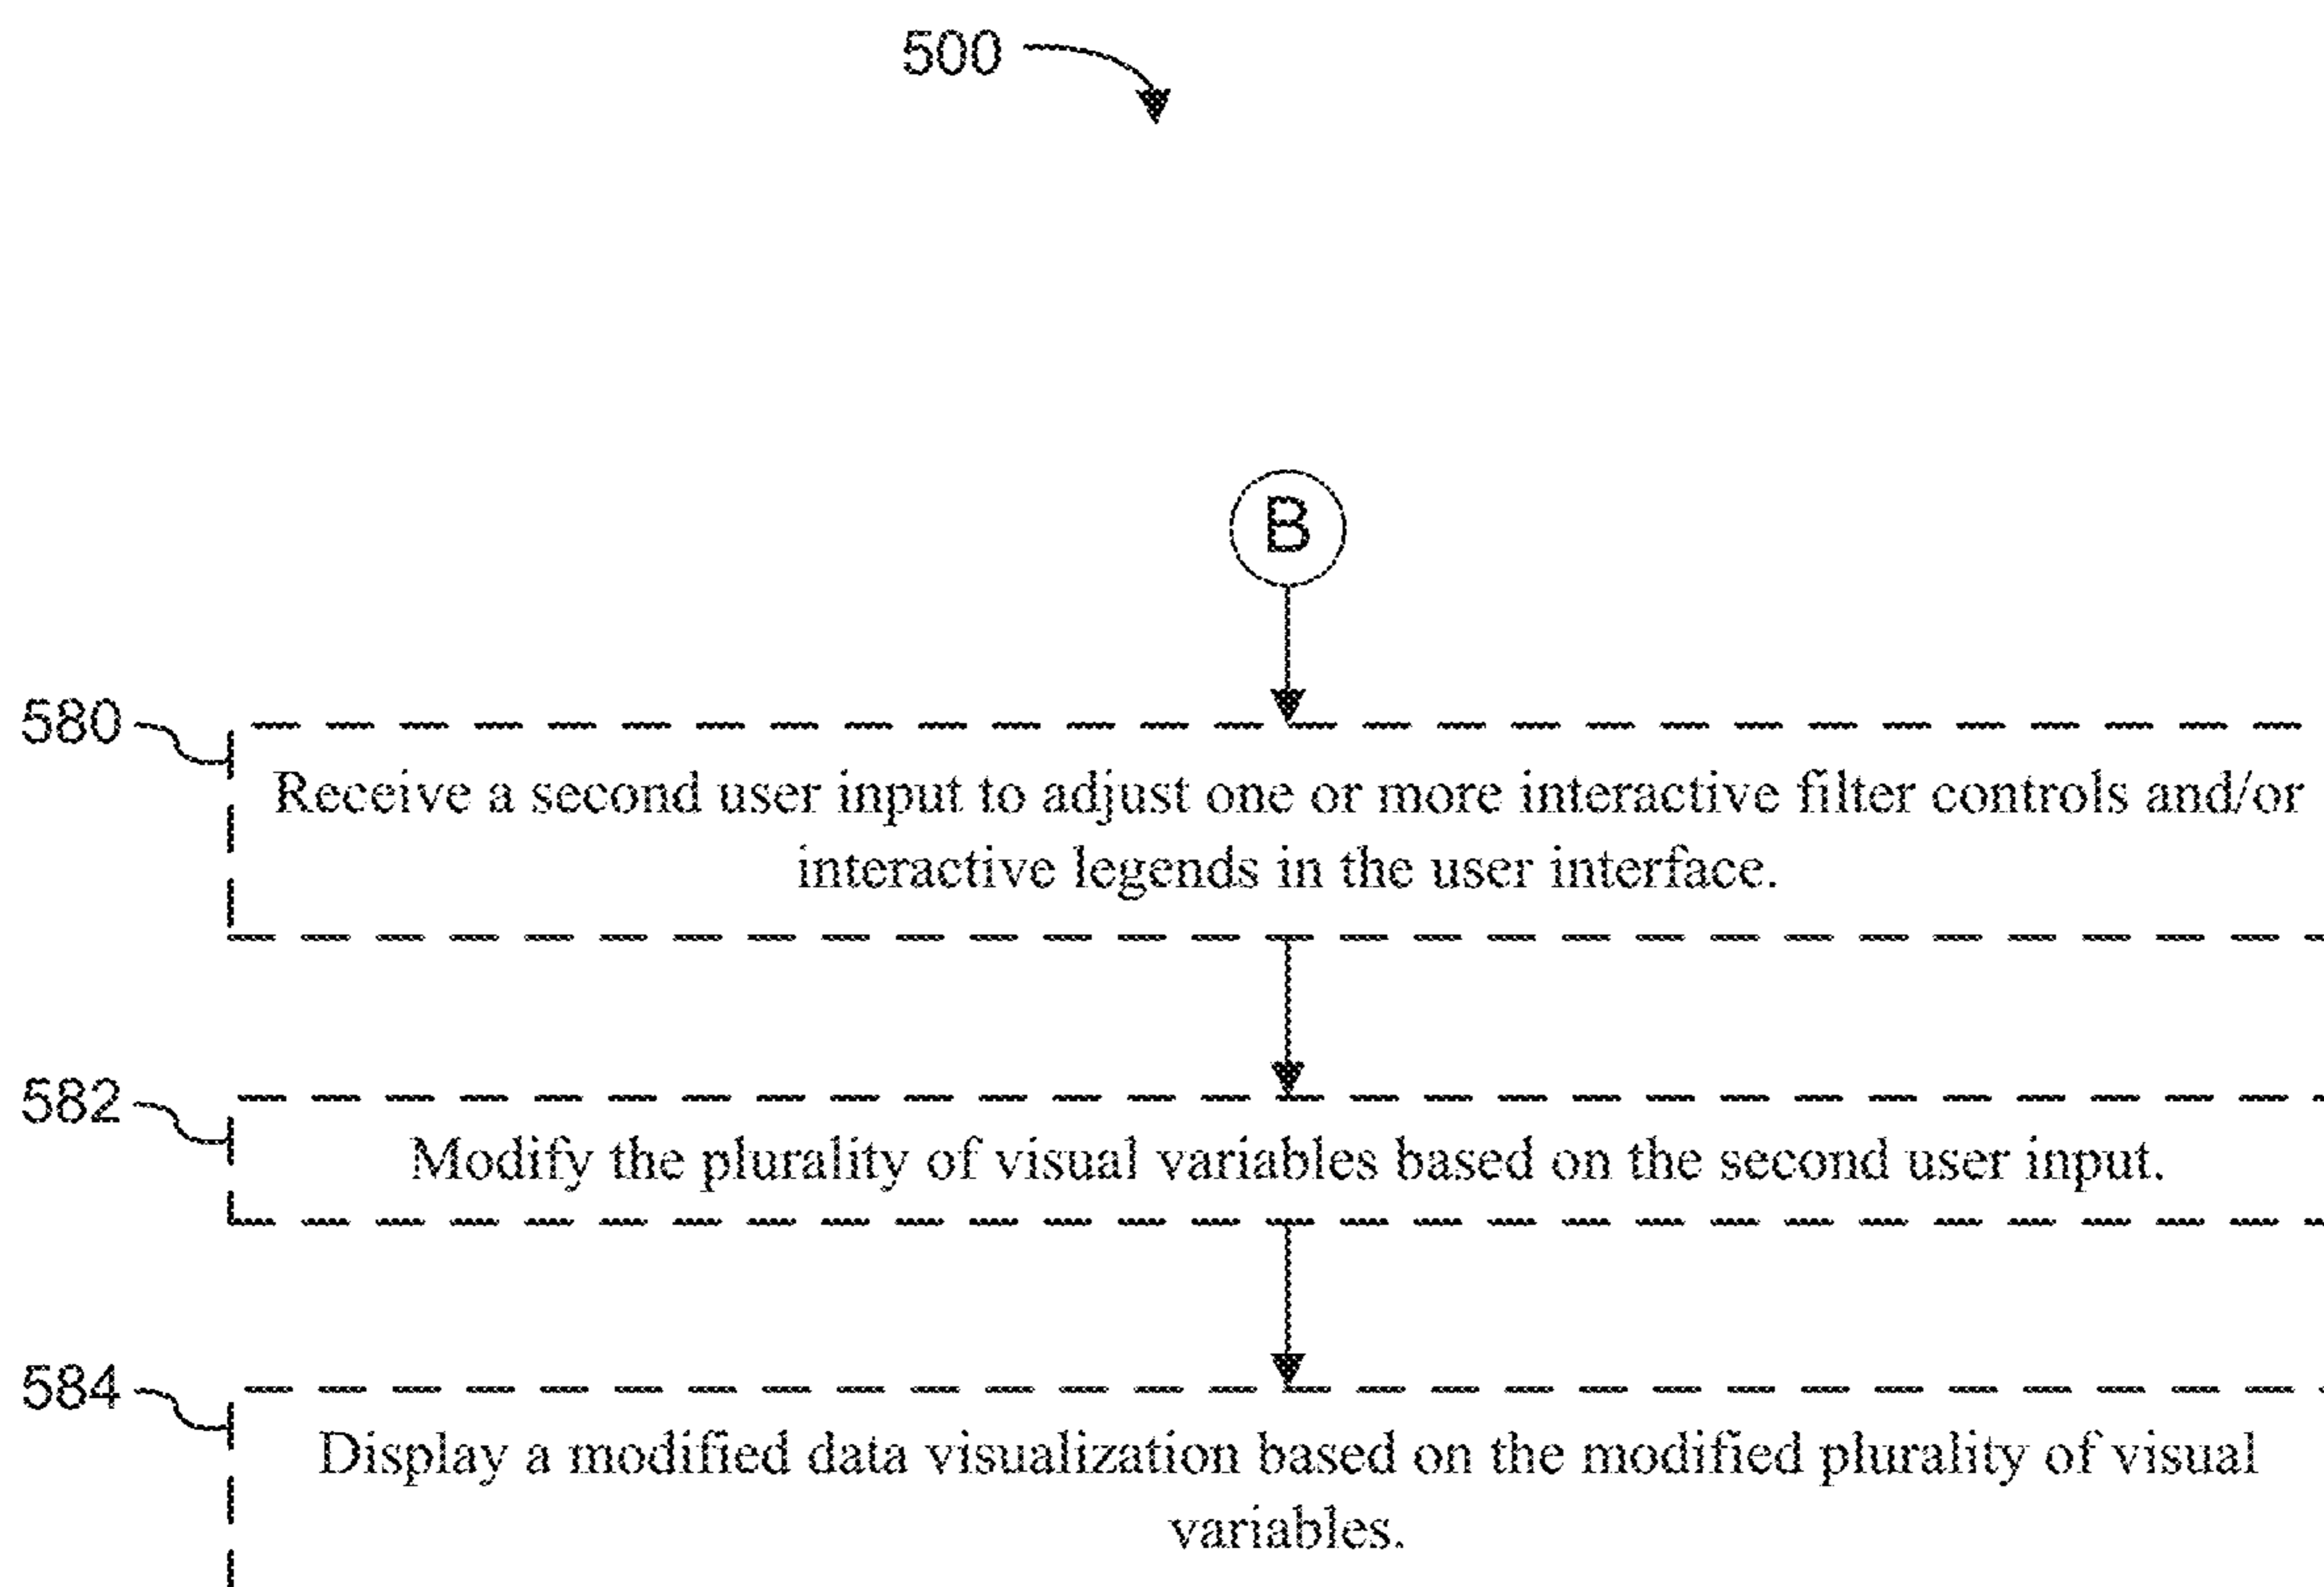 500
B
580
Receive a second user input to adjust one or more interactive filter controls and/or
interactive legends in the user interface.
582
Modify the plurality of visual variables based on the second user input.
584
Display a modified data visualization based on the modified plurality of visual
variables.